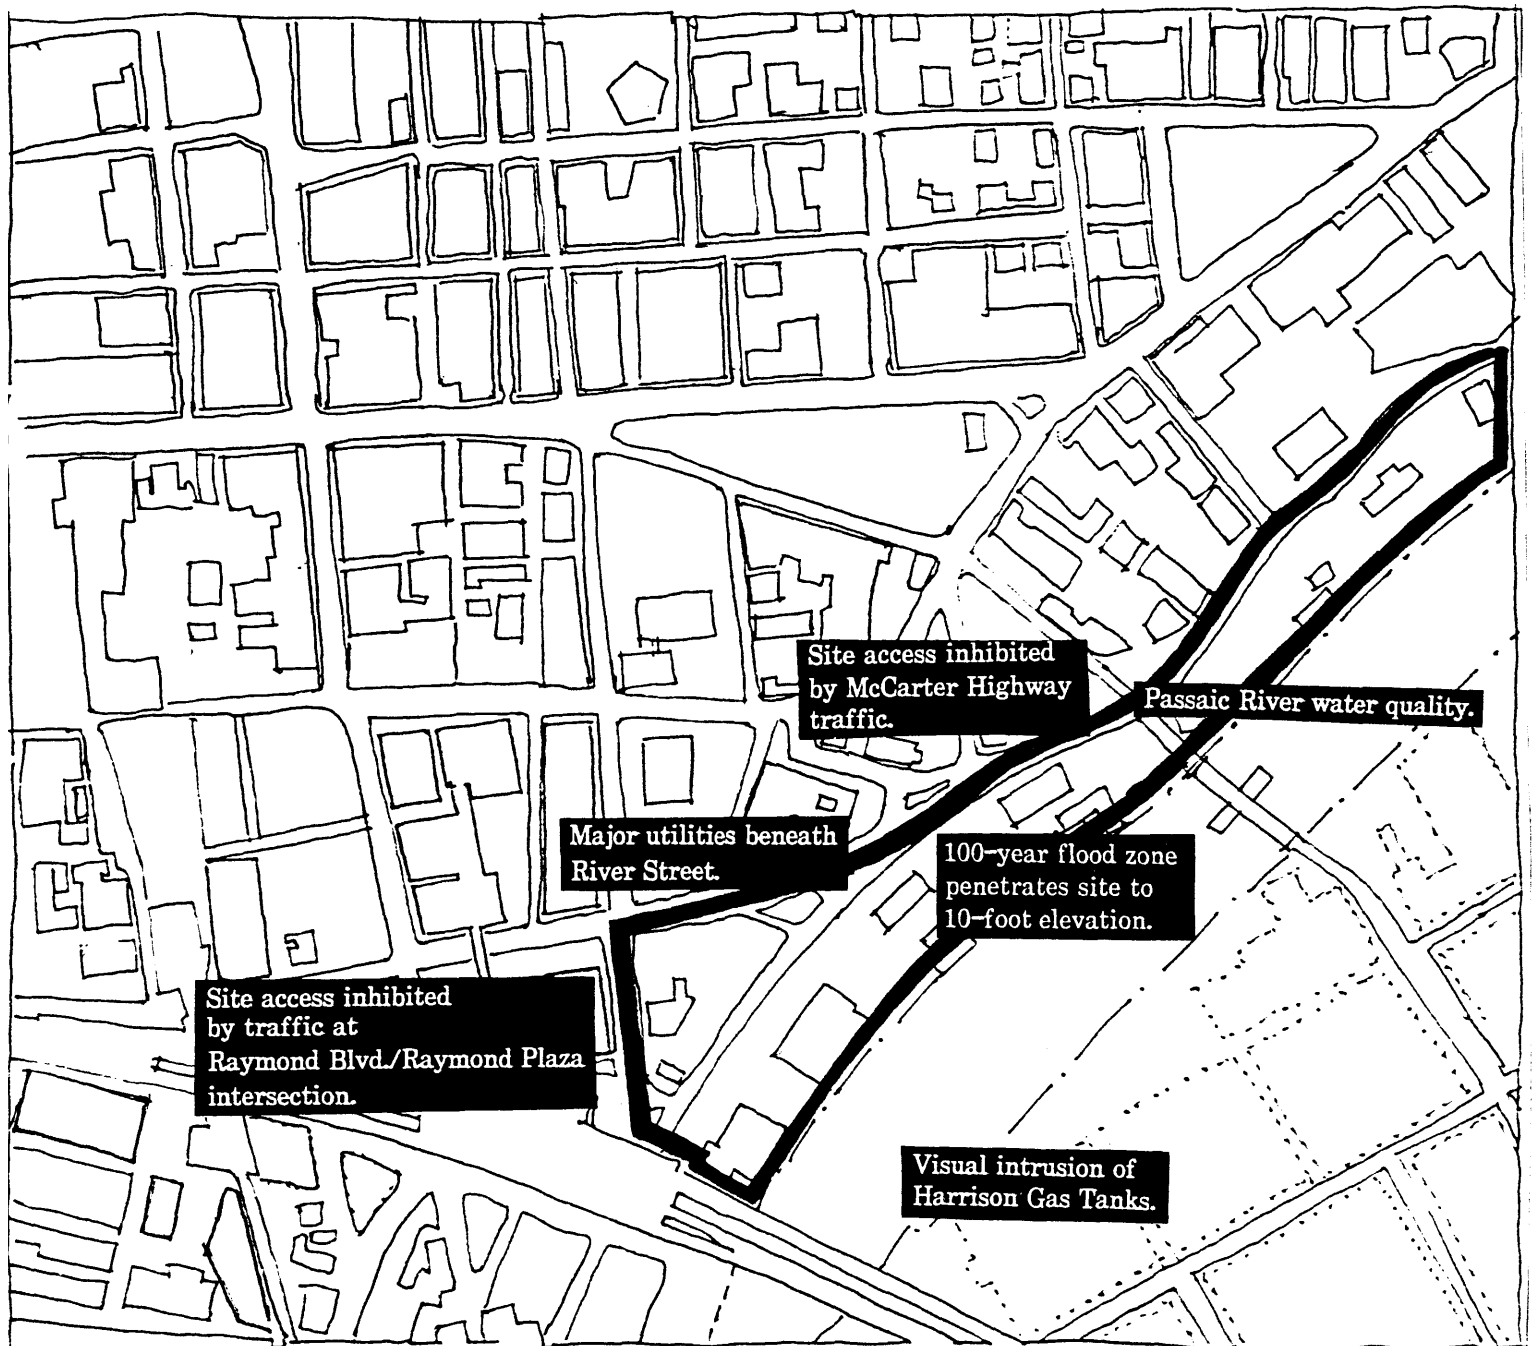 Site access inhibited
by McCarter Highway
traffic.
Passaic River water quality.
Major utilities beneath
River Street.
100-year flood zone
penetrates site to
10-foot elevation.
Site access inhibited
by traffic at
Raymond Blvd./Raymond Plaza
intersection.
Visual intrusion of
Harrison Gas Tanks.